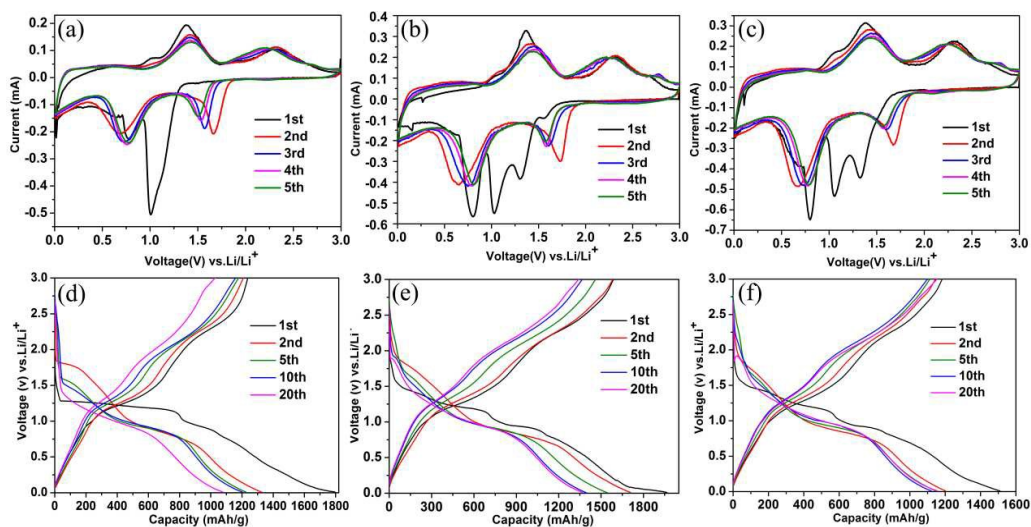 (a)
Current (mA)
0.2
0.1
0.0
-0.1
-0.2
-0.3
-0.4
-0.5
1st
2nd
3rd
4th
5th
0.0 0.5 1.0 1.5 2.0 2.5 3.0
Voltage(V) vs.Li/Li+
(b)
Current (mA)
0.4
0.3
0.2
0.1
0.0
-0.1
-0.2
-0.3
-0.4
-0.5
-0.6
1st
2nd
3rd
4th
5th
0.0 0.5 1.0 1.5 2.0 2.5 3.0
Voltage(V) vs.Li/Li+
(c)
Current (mA)
0.3
0.2
0.1
0.0
-0.1
-0.2
-0.3
-0.4
-0.5
-0.6
-0.7
1st
2nd
3rd
4th
5th
0.0 0.5 1.0 1.5 2.0 2.5 3.0
Voltage(V) vs.Li/Li+
(d)
Voltage (v) vs.Li/Li+
3.0
2.5
2.0
1.5
1.0
0.5
0.0
1st
2nd
5th
10th
20th
0 200 400 600 800 1000 1200 1400 1600 1800
Capacity (mAh/g)
(e)
Voltage (v) vs.Li/Li-
3.0
2.5
2.0
1.5
1.0
0.5
0.0
1st
2nd
5th
10th
20th
0 300 600 900 1200 1500 1800
Capacity (mAh/g)
(f)
Voltage (v) vs.Li/Li+
3.0
2.5
2.0
1.5
1.0
0.5
0.0
1st
2nd
5th
10th
20th
0 200 400 600 800 1000 1200 1400 1600
Capacity (mAh/g)